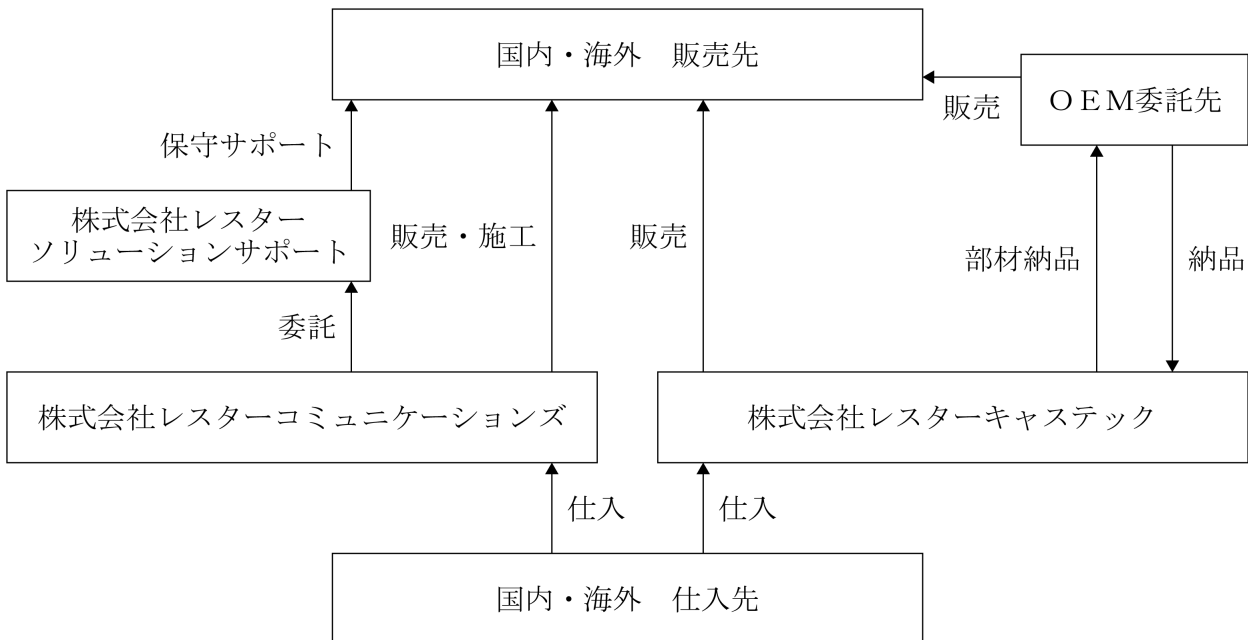 国内・海外　販売先
ＯＥＭ委託先
販売
保守サポート
株式会社レスター
ソリューションサポート
販売・施工
販売
部材納品
納品
委託
株式会社レスターコミュニケーションズ
株式会社レスターキャステック
仕入
仕入
国内・海外　仕入先